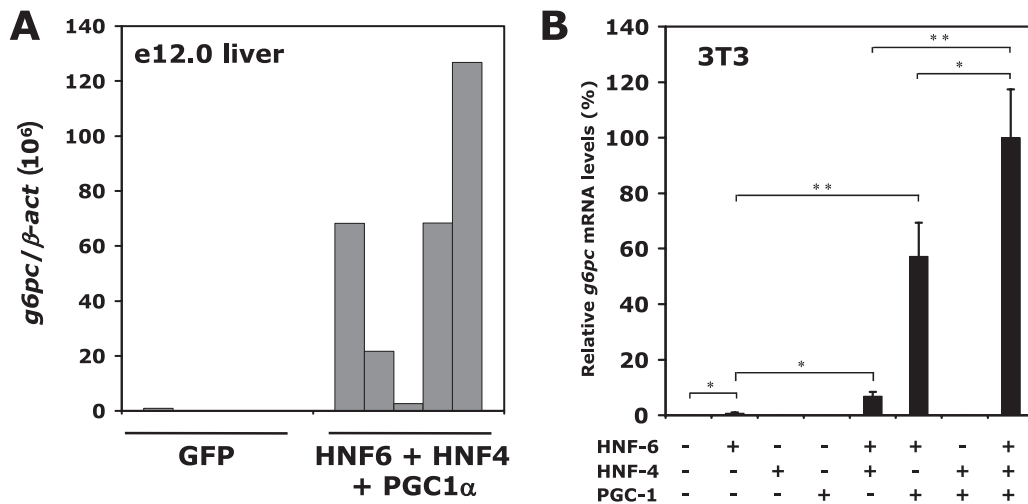 A
e12.0 liver
g6pc/β-act (10⁶)
140
120
100
80
60
40
20
0
GFP
HNF6 + HNF4
+ PGC1α
B
3T3
Relative g6pc mRNA levels (%)
140
120
100
80
60
40
20
0
**
*
**
*
*
HNF-6 - + - - + + - +
HNF-4 - - + - + - + +
PGC-1 - - - + - + + +